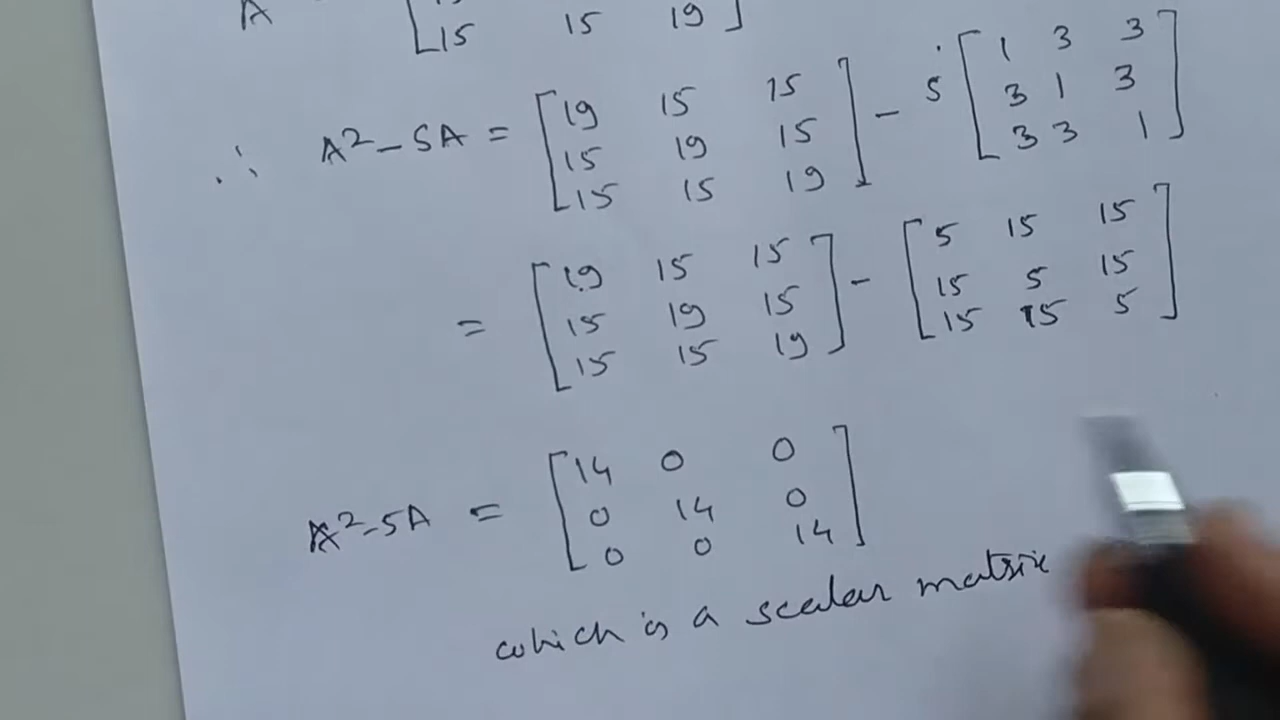 A
15 15 19
∴ A²-5A = [19 15 15 - 5 [1 3 3
15 19 15 3 1 3
15 15 19] 3 3 1]
= [19 15 15 - [5 15 15
15 19 15 15 5 15
15 15 19] 15 15 5]
A²-5A = [14 0 0
0 14 0
0 0 14]
which is a scalar matrix